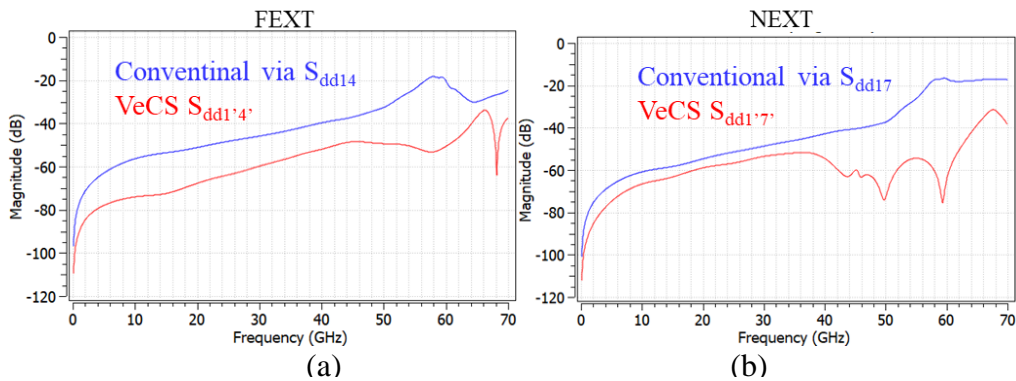 FEXT
0
-20
-40
-60
-80
-100
-120
Magnitude (dB)
Conventinal via Sdd14
VeCS Sdd1'4'
0 10 20 30 40 50 60 70
Frequency (GHz)
(a)
NEXT
0
-20
-40
-60
-80
-100
-120
Magnitude (dB)
Conventional via Sdd17
VeCS Sdd1'7'
0 10 20 30 40 50 60 70
Frequency (GHz)
(b)